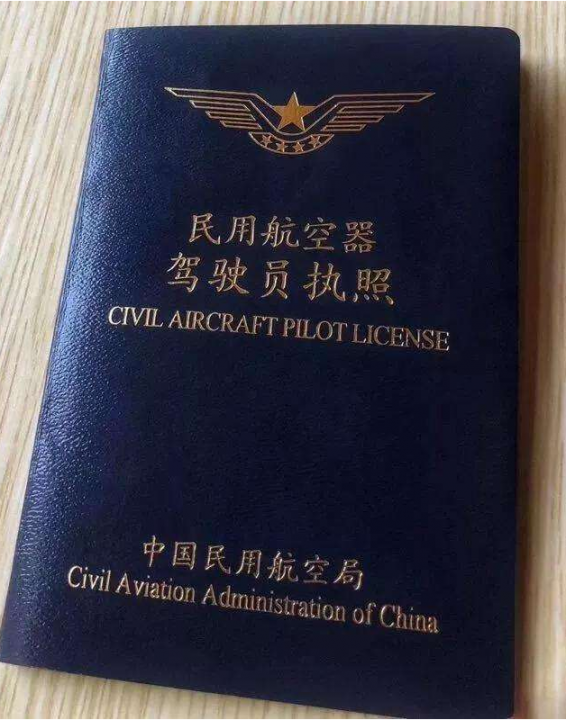 民用航空器
驾驶员执照
CIVIL AIRCRAFT PILOT LICENSE
中国民用航空局
Civil Aviation Administration of China